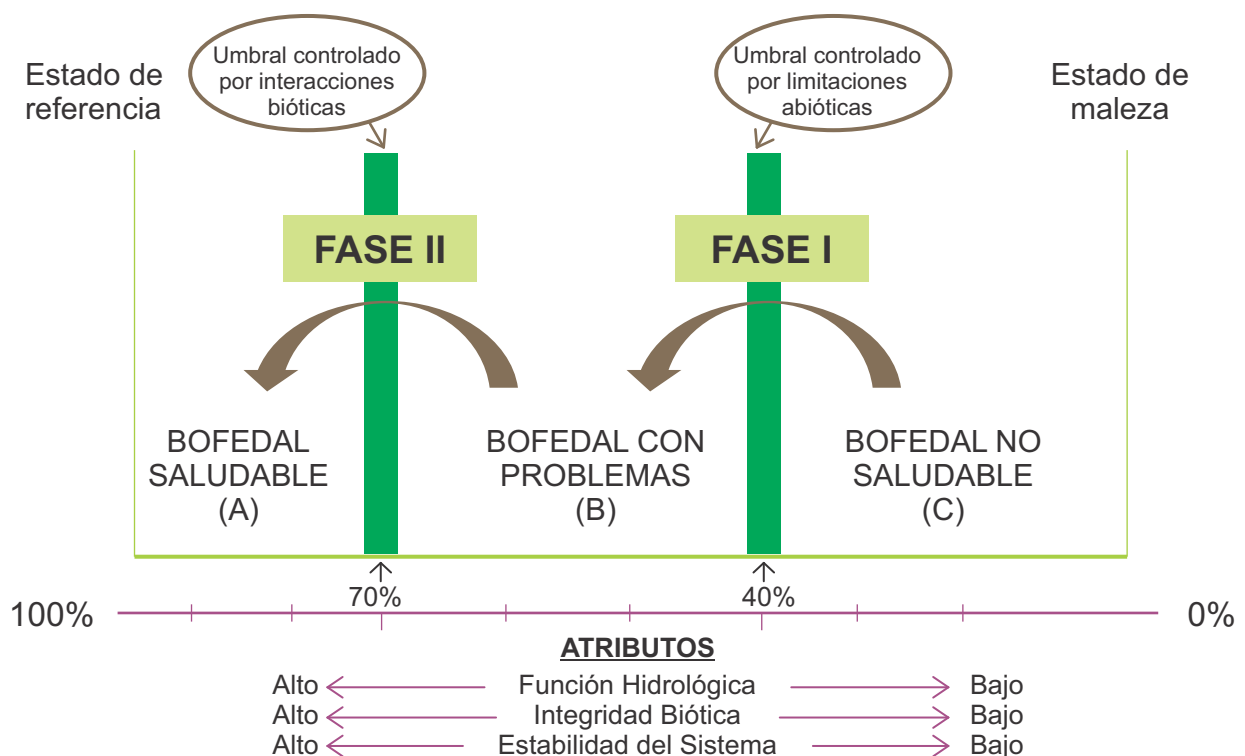 Estado de
referencia
Umbral controlado
por interacciones
bióticas
Umbral controlado
por limitaciones
abióticas
Estado de
maleza
FASE II
FASE I
BOFEDAL
SALUDABLE
(A)
BOFEDAL CON
PROBLEMAS
(B)
BOFEDAL NO
SALUDABLE
(C)
100%
70%
40%
0%
ATRIBUTOS
Alto Función Hidrológica Bajo
Alto Integridad Biótica Bajo
Alto Estabilidad del Sistema Bajo